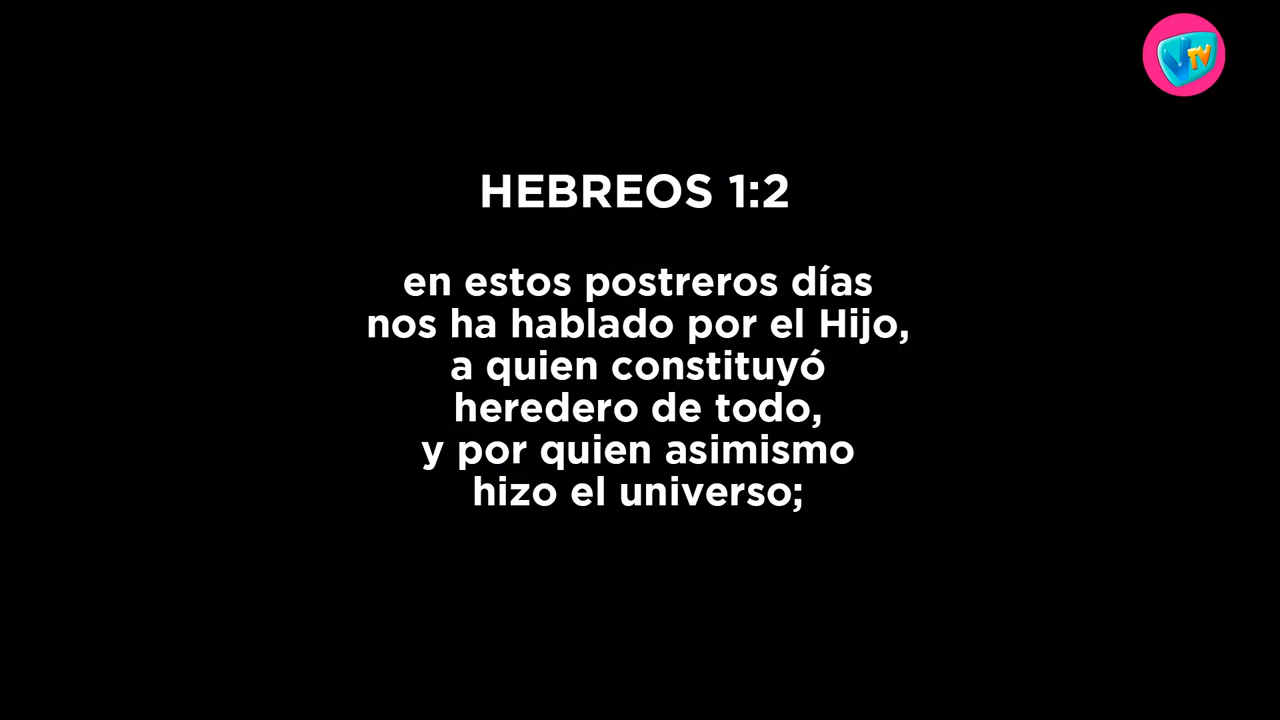 VTV
HEBREOS 1:2
en estos postreros días
nos ha hablado por el Hijo,
a quien constituyó
heredero de todo,
y por quien asimismo
hizo el universo;